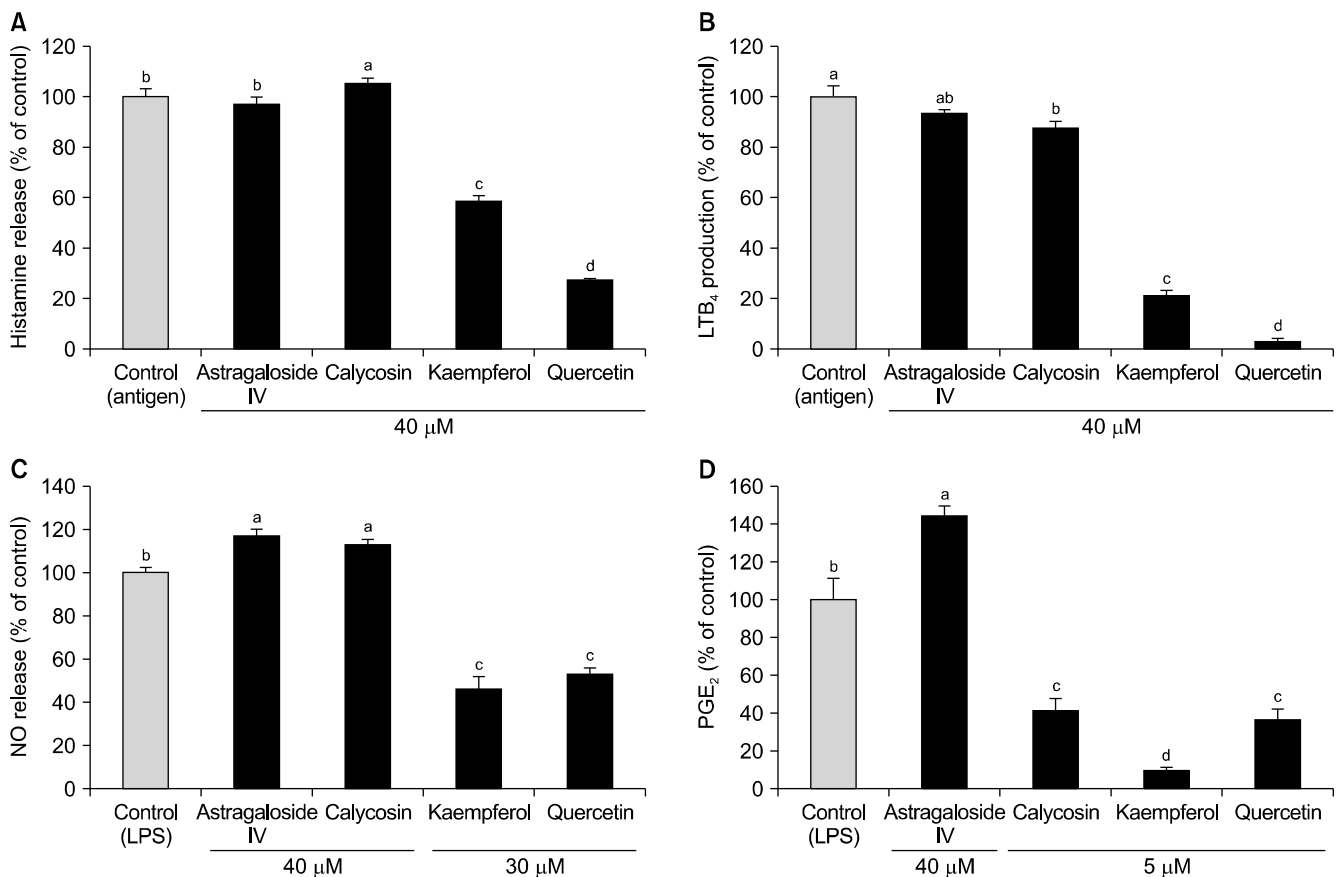 A
Histamine release (% of control)
120
100
80
60
40
20
0
b
b
a
c
d
Control Astragaloside Calycosin Kaempferol Quercetin
(antigen) IV
40 μM
B
LTB₄ production (% of control)
120
100
80
60
40
20
0
a
ab
b
c
d
Control Astragaloside Calycosin Kaempferol Quercetin
(antigen) IV
40 μM
C
NO release (% of control)
140
120
100
80
60
40
20
0
b
a
a
c
c
Control Astragaloside Calycosin Kaempferol Quercetin
(LPS) IV
40 μM 30 μM
D
PGE₂ (% of control)
160
140
120
100
80
60
40
20
0
b
a
c
d
c
Control Astragaloside Calycosin Kaempferol Quercetin
(LPS) IV
40 μM 5 μM